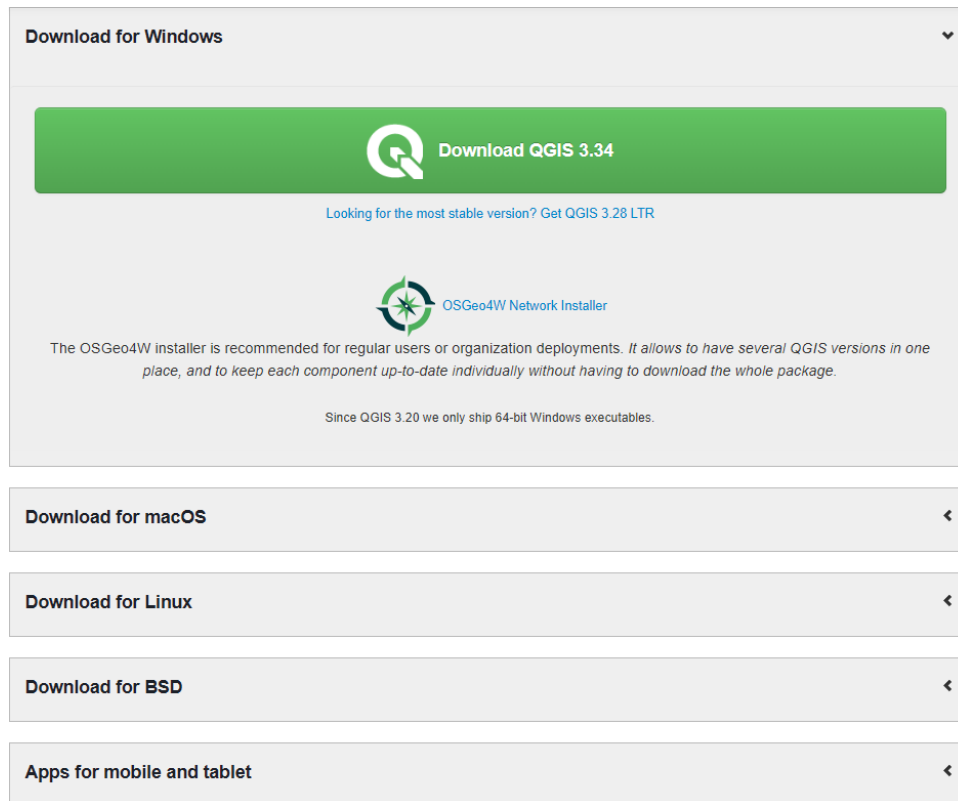 Download for Windows
Download QGIS 3.34
Looking for the most stable version? Get QGIS 3.28 LTR
OSGeo4W Network Installer
The OSGeo4W installer is recommended for regular users or organization deployments. It allows to have several QGIS versions in one
place, and to keep each component up-to-date individually without having to download the whole package.
Since QGIS 3.20 we only ship 64-bit Windows executables.
Download for macOS
Download for Linux
Download for BSD
Apps for mobile and tablet